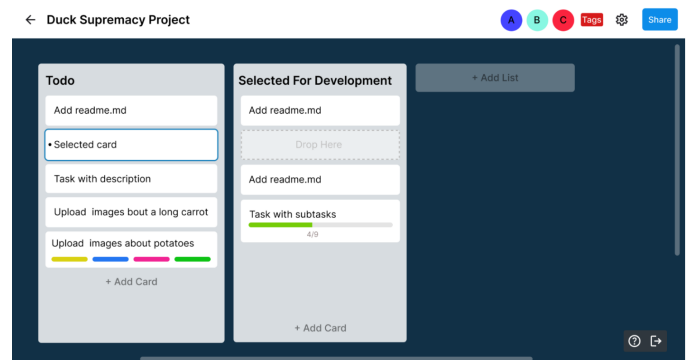 ← Duck Supremacy Project
A B C Tags Share
Todo
Add readme.md
• Selected card
Task with description
Upload images bout a long carrot
Upload images about potatoes
+ Add Card
Selected For Development
Add readme.md
Drop Here
Add readme.md
Task with subtasks
4/9
+ Add Card
+ Add List